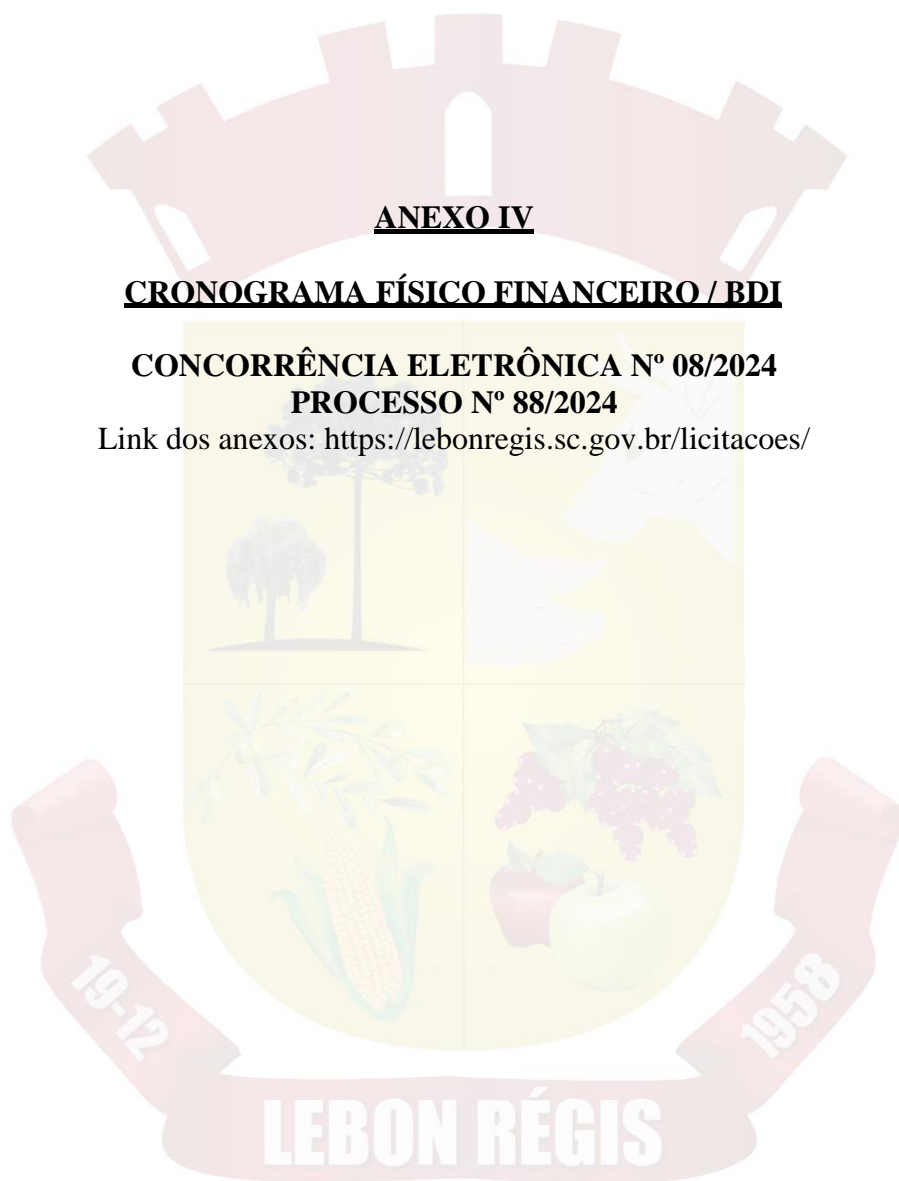 ANEXO IV
CRONOGRAMA FÍSICO FINANCEIRO / BDI
CONCORRÊNCIA ELETRÔNICA Nº 08/2024
PROCESSO Nº 88/2024
Link dos anexos: https://lebonregis.sc.gov.br/licitacoes/
19-12
1958
LEBON RÉGIS